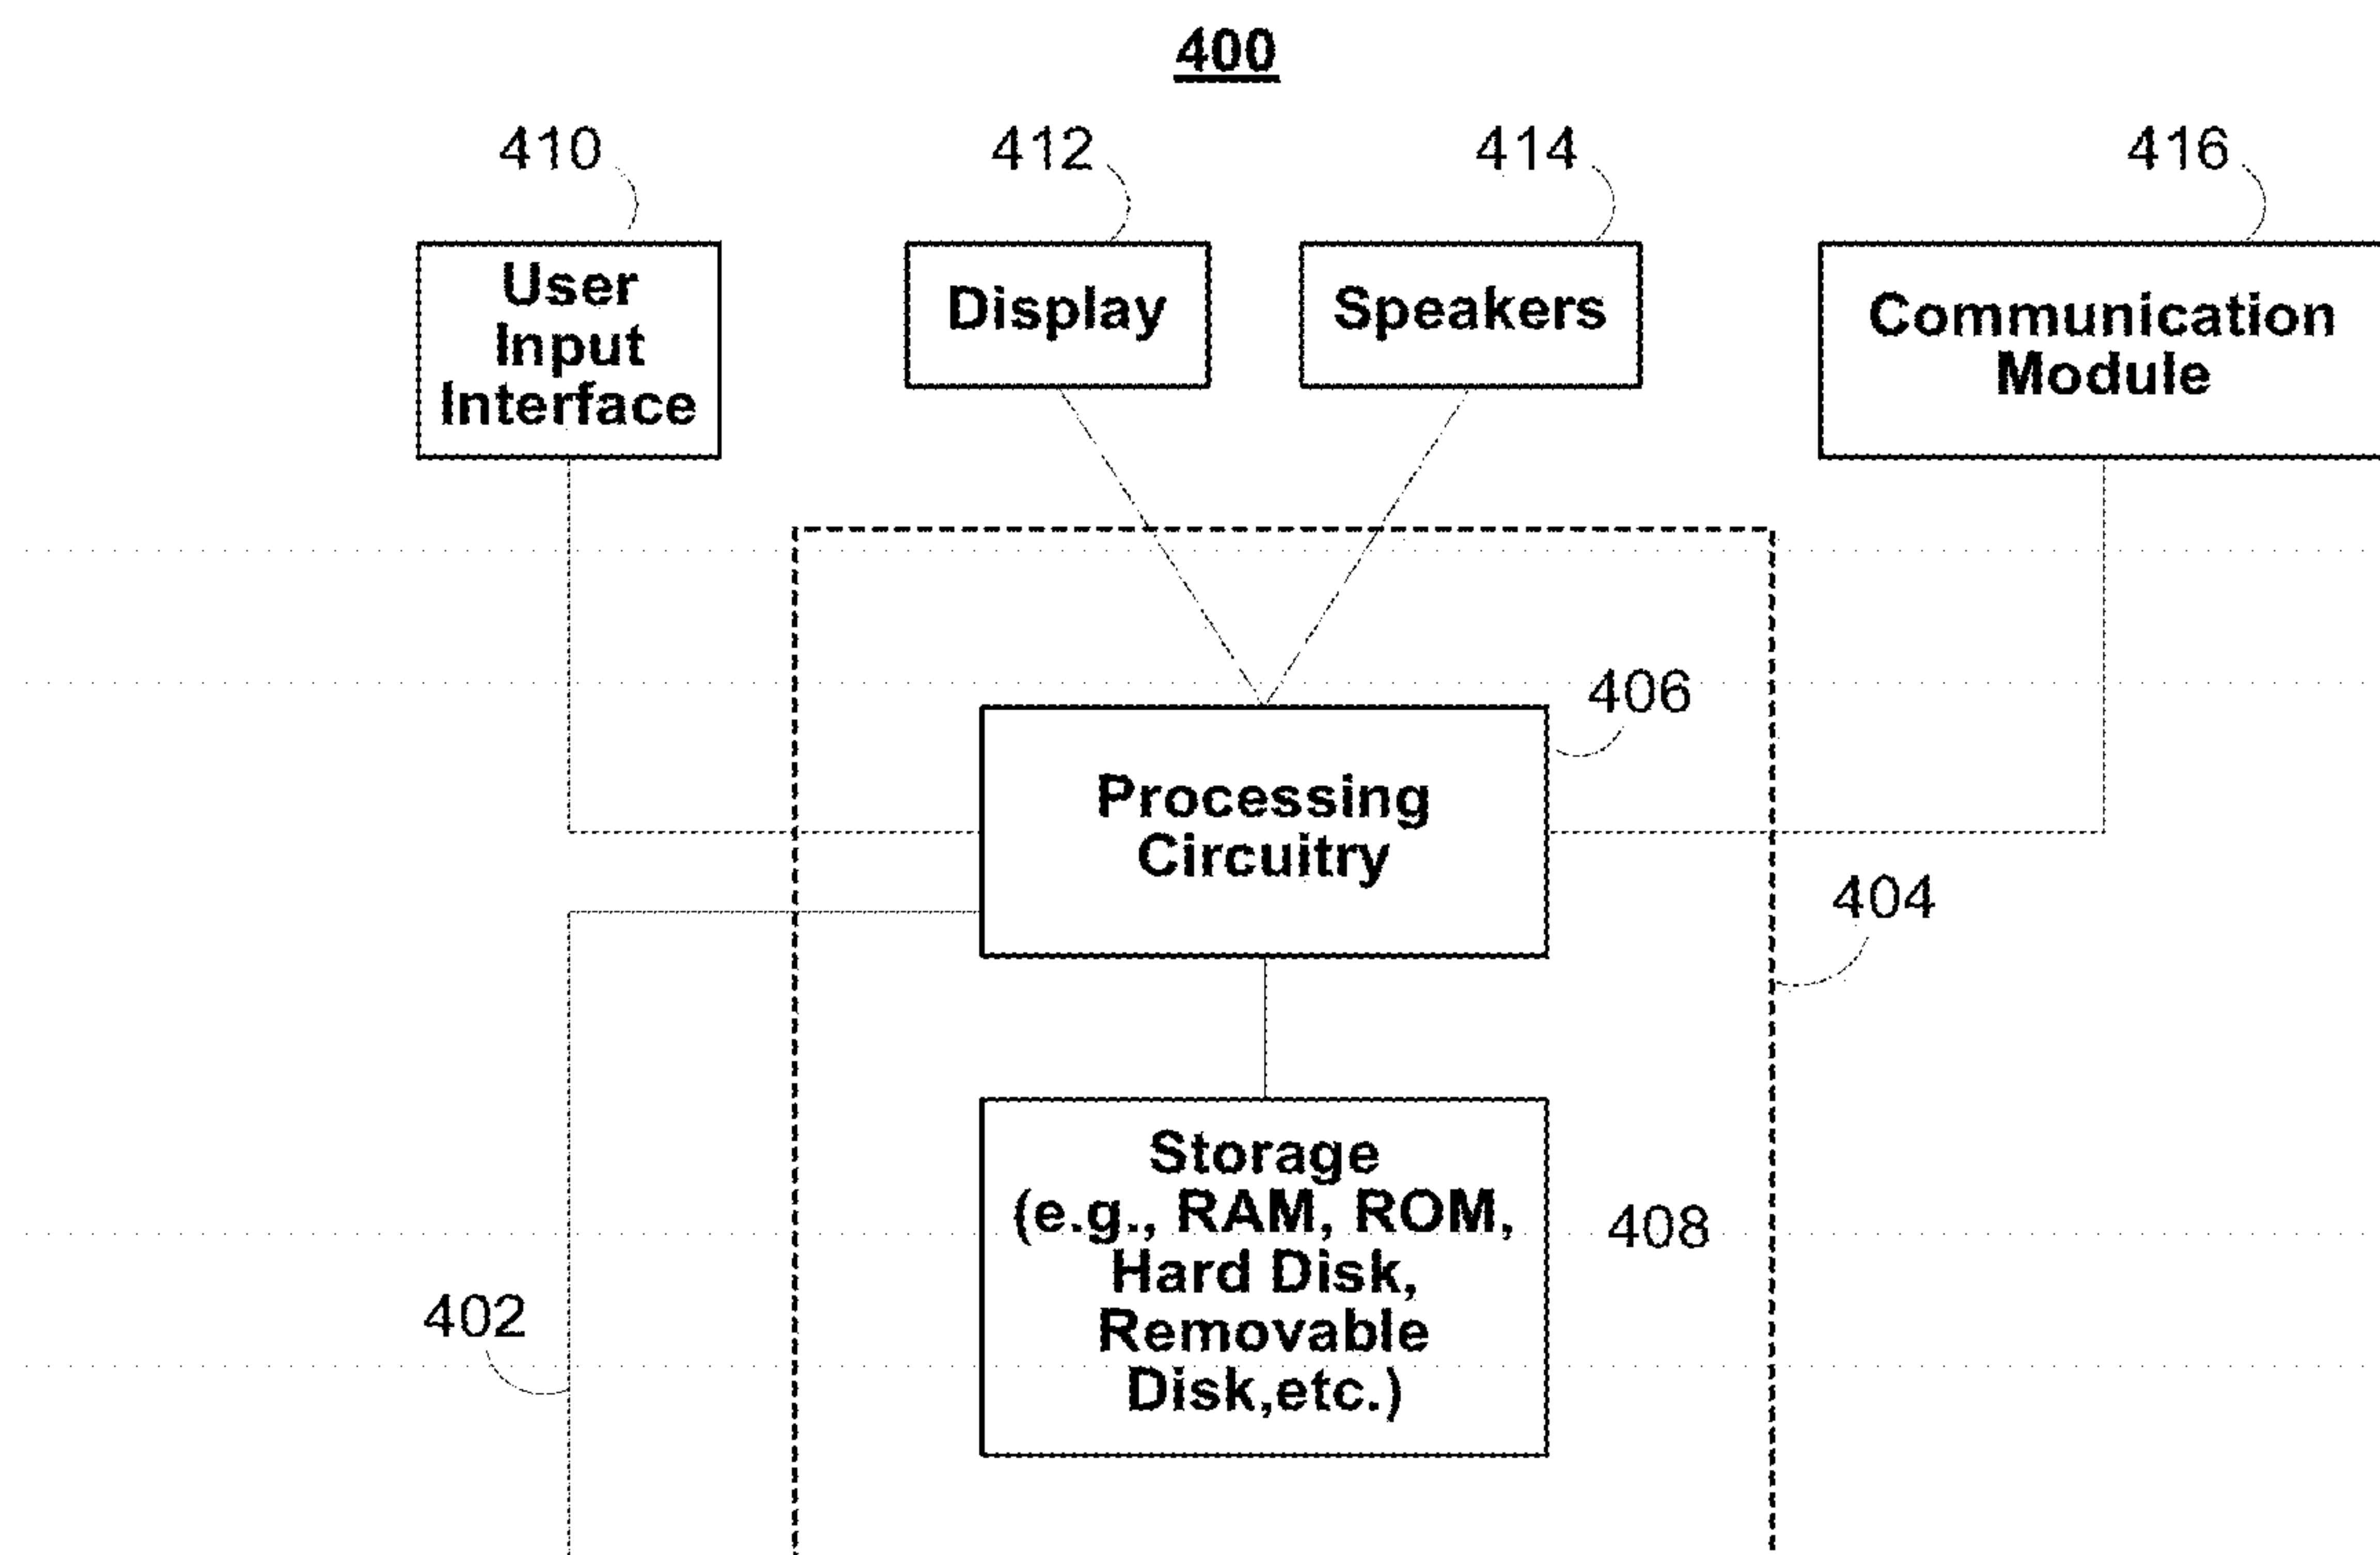 400
410
412
414
416
User
Input
Interface
Display
Speakers
Communication
Module
406
Processing
Circuitry
404
Storage
(e.g., RAM, ROM,
Hard Disk,
Removable
Disk,etc.)
408
402